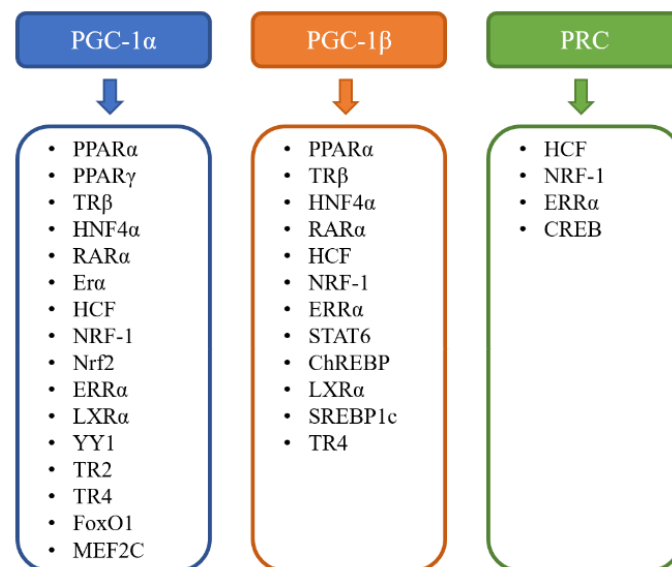 PGC-1α
PGC-1β
PRC
• PPARα
• PPARγ
• TRβ
• HNF4α
• RARα
• Erα
• HCF
• NRF-1
• Nrf2
• ERRα
• LXRα
• YY1
• TR2
• TR4
• FoxO1
• MEF2C
• PPARα
• TRβ
• HNF4α
• RARα
• HCF
• NRF-1
• ERRα
• STAT6
• ChREBP
• LXRα
• SREBP1c
• TR4
• HCF
• NRF-1
• ERRα
• CREB